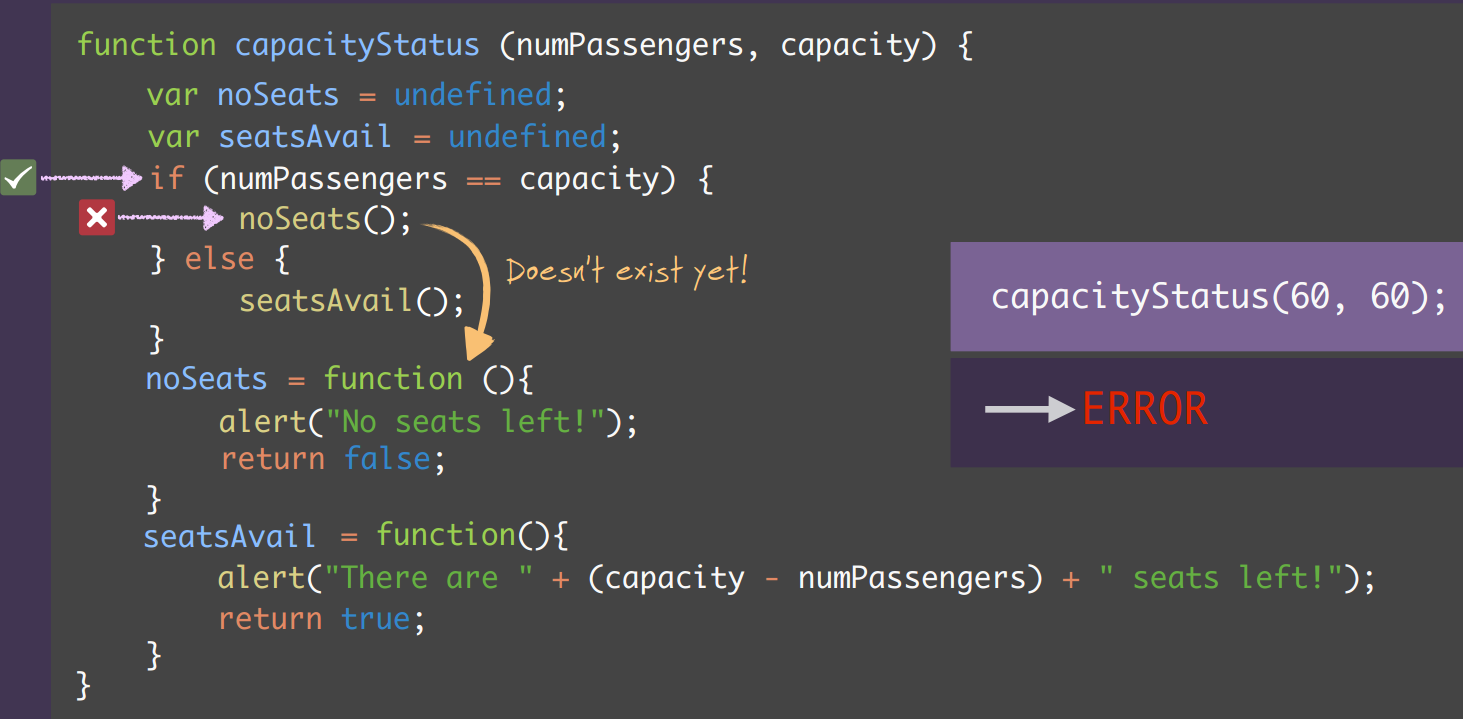 function capacityStatus (numPassengers, capacity) {
var noSeats = undefined;
var seatsAvail = undefined;
if (numPassengers == capacity) {
noSeats();
} else {
Doesn't exist yet!
seatsAvail();
}
noSeats = function (){
alert("No seats left!");
return false;
}
seatsAvail = function(){
alert("There are " + (capacity - numPassengers) + " seats left!");
return true;
}
}
capacityStatus(60, 60);
ERROR